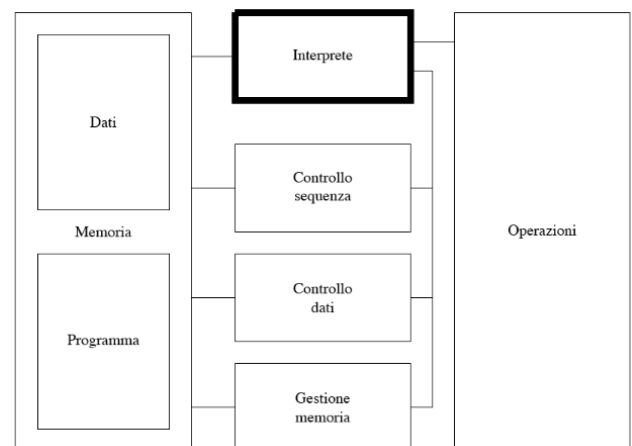 Dati
Memoria
Programma
Interprete
Controllo
sequenza
Controllo
dati
Gestione
memoria
Operazioni